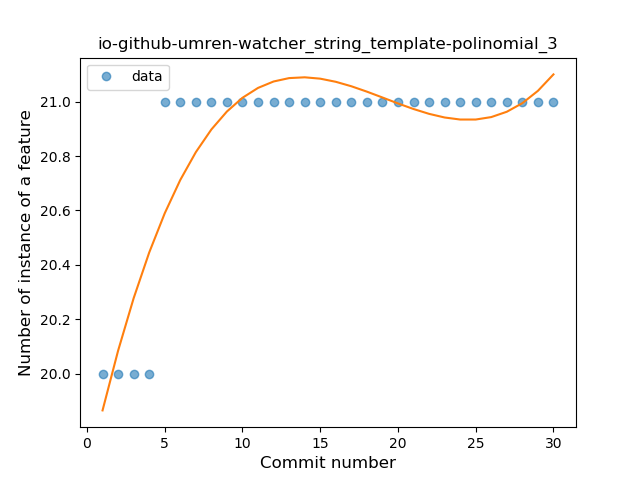 io-github-umren-watcher_string_template-polinomial_3
data
Number of instance of a feature
21.0
20.8
20.6
20.4
20.2
20.0
0 5 10 15 20 25 30
Commit number